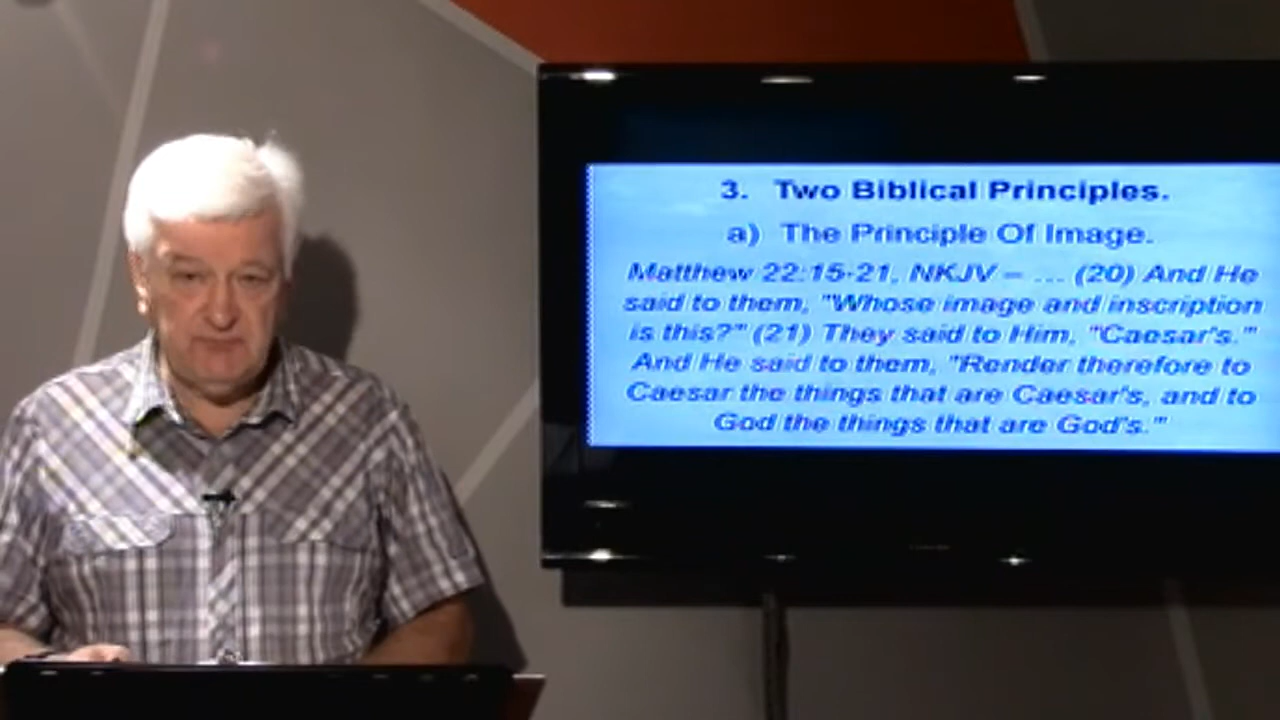 3. Two Biblical Principles.
a) The Principle Of Image.
Matthew 22:15-21, NKJV – ... (20) And He
said to them, "Whose image and inscription
is this?" (21) They said to Him, "Caesar's."
And He said to them, "Render therefore to
Caesar the things that are Caesar's, and to
God the things that are God's."